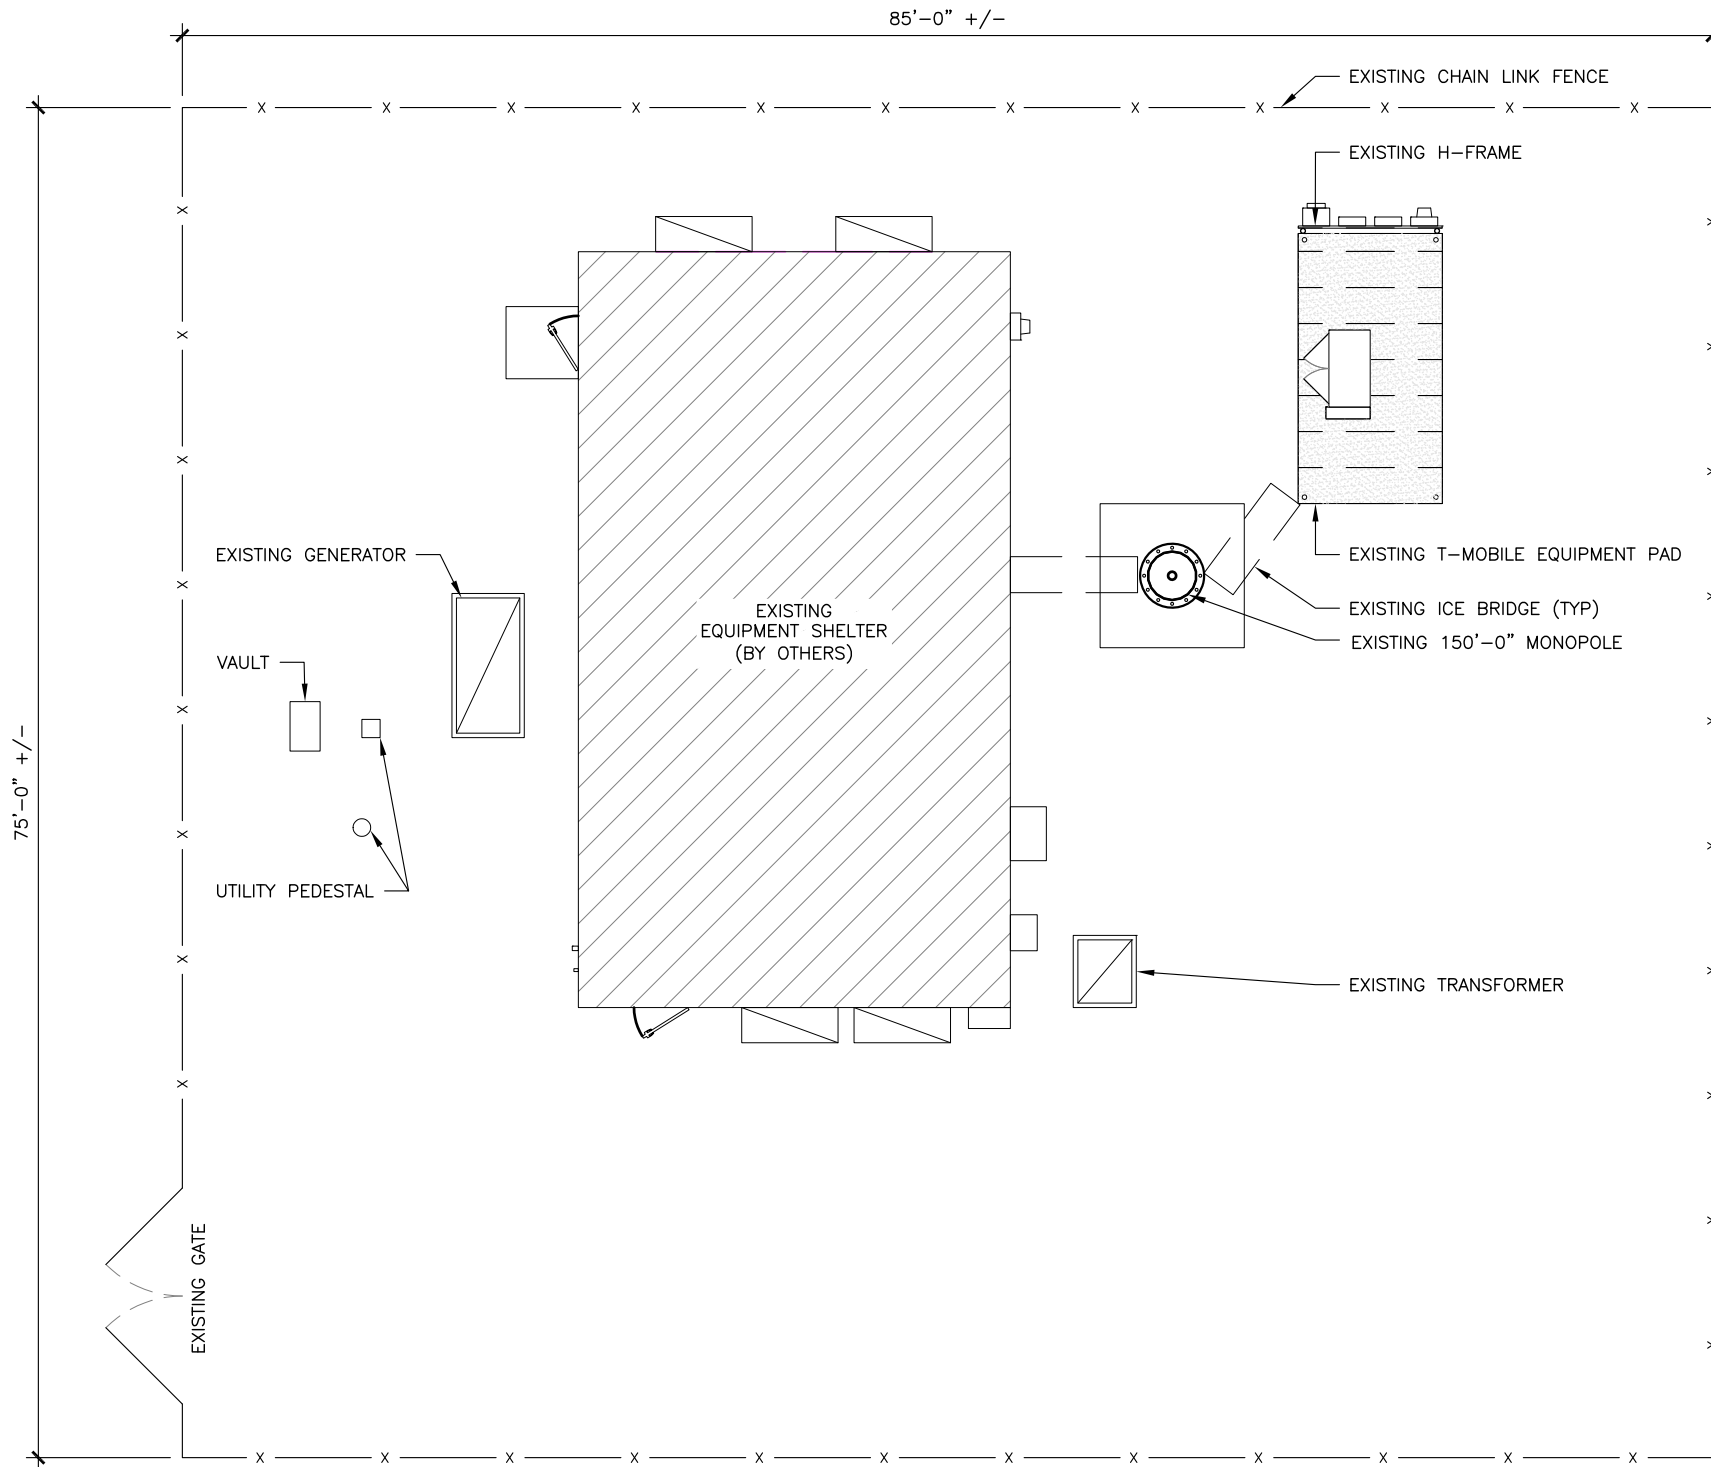 85'-0" +/-
EXISTING CHAIN LINK FENCE
EXISTING H-FRAME
EXISTING GENERATOR
EXISTING T-MOBILE EQUIPMENT PAD
EXISTING ICE BRIDGE (TYP)
EXISTING
EQUIPMENT SHELTER
(BY OTHERS)
EXISTING 150'-0" MONOPOLE
VAULT
75'-0" +/-
UTILITY PEDESTAL
EXISTING TRANSFORMER
EXISTING GATE